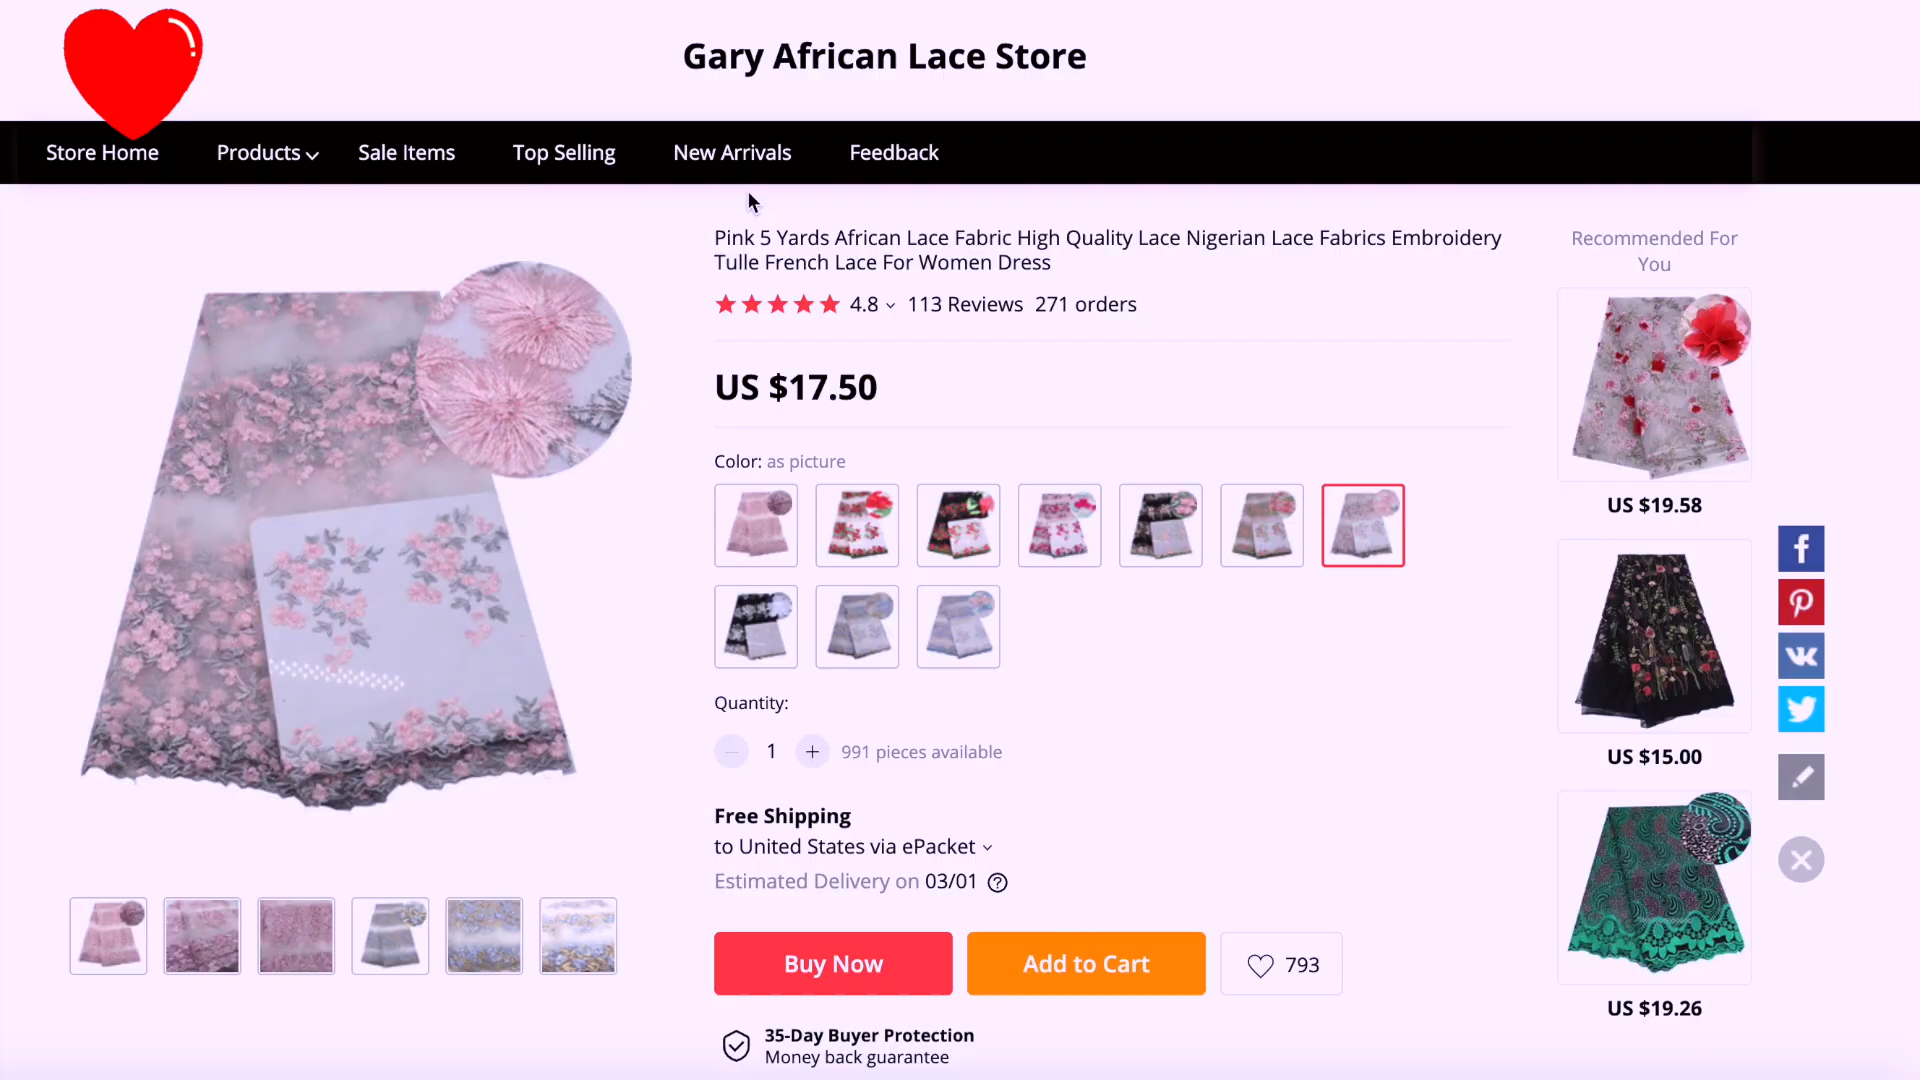 Gary African Lace Store
Store Home
Products
Sale Items
Top Selling
New Arrivals
Feedback
Pink 5 Yards African Lace Fabric High Quality Lace Nigerian Lace Fabrics Embroidery
Tulle French Lace For Women Dress
4.8
113 Reviews
271 orders
US $17.50
Color: as picture
Quantity:
1
+
991 pieces available
Free Shipping
to United States via ePacket
Estimated Delivery on 03/01
Buy Now
Add to Cart
793
35-Day Buyer Protection
Money back guarantee
Recommended For
You
US $19.58
US $15.00
US $19.26